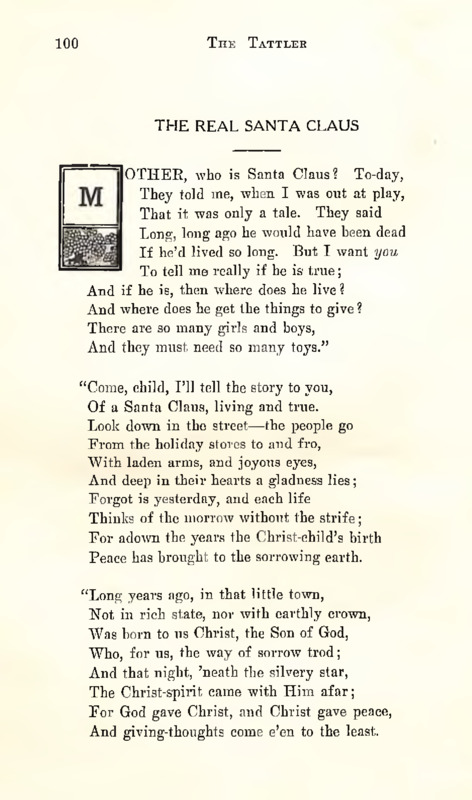 100 THE TATTLER
THE REAL SANTA CLAUS
MOTHER, who is Santa Claus? To-day,
They told me, when I was out at play,
That it was only a tale. They said
Long, long ago he would have been dead
If he'd lived so long. But I want you
To tell me really if he is true;
And if he is, then where does he live?
And where does he get the things to give?
There are so many girls and boys,
And they must need so many toys.”

“Come, child, I'll tell the story to you,
Of a Santa Claus, living and true.
Look down in the street—the people go
From the holiday stores to and fro,
With laden arms, and joyous eyes,
And deep in their hearts a gladness lies;
Forgot is yesterday, and each life
Thinks of the morrow without the strife;
For adown the years the Christ-child's birth
Peace has brought to the sorrowing earth.

“Long years ago, in that little town,
Not in rich state, nor with earthly crown,
Was born to us Christ, the Son of God,
Who, for us, the way of sorrow trod;
And that night, 'neath the silvery star,
The Christ-spirit came with Him afar;
For God gave Christ, and Christ gave peace,
And giving-thoughts come e'en to the least.